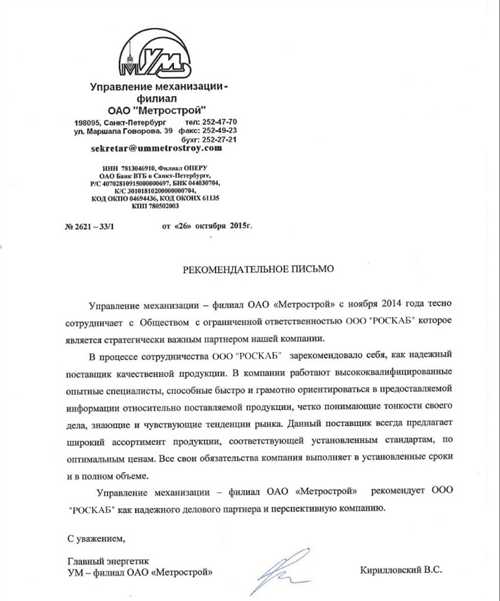 УМ
Управление механизации-
филиал
ОАО "Метрострой"
198095, Санкт-Петербург тел: 252-47-70
ул. Маршала Говорова. 39 факс: 252-49-23
бухг: 252-27-21
sekretar@ummetrostroy.com
ИНН 7813046910, Филиал ОПЕРУ
ОАО Банк ВТБ в Санкт-Петербурге,
Р/С 40702810915000000697, БИК 044030704,
К/С 30101810200000000704,
КОД ОКПО 04694436, КОД ОКОНХ 61135
КПП 780502003
№ 2621 – 33/1 от «26» октября 2015г.
РЕКОМЕНДАТЕЛЬНОЕ ПИСЬМО
Управление механизации – филиал ОАО «Метрострой» с ноября 2014 года тесно
сотрудничает с Обществом с ограниченной ответственностью ООО "РОСКАБ" которое
является стратегически важным партнером нашей компании.
В процессе сотрудничества ООО "РОСКАБ" зарекомендовало себя, как надежный
поставщик качественной продукции. В компании работают высококвалифицированные
опытные специалисты, способные быстро и грамотно ориентироваться в предоставляемой
информации относительно поставляемой продукции, четко понимающие тонкости своего
дела, знающие и чувствующие тенденции рынка. Данный поставщик всегда предлагает
широкий ассортимент продукции, соответствующей установленным стандартам, по
оптимальным ценам. Все свои обязательства компания выполняет в установленные сроки
и в полном объеме.
Управление механизации – филиал ОАО «Метрострой» рекомендует ООО
"РОСКАБ" как надежного делового партнера и перспективную компанию.
С уважением,
Главный энергетик
УМ – филиал ОАО «Метрострой» Кирилловский В.С.